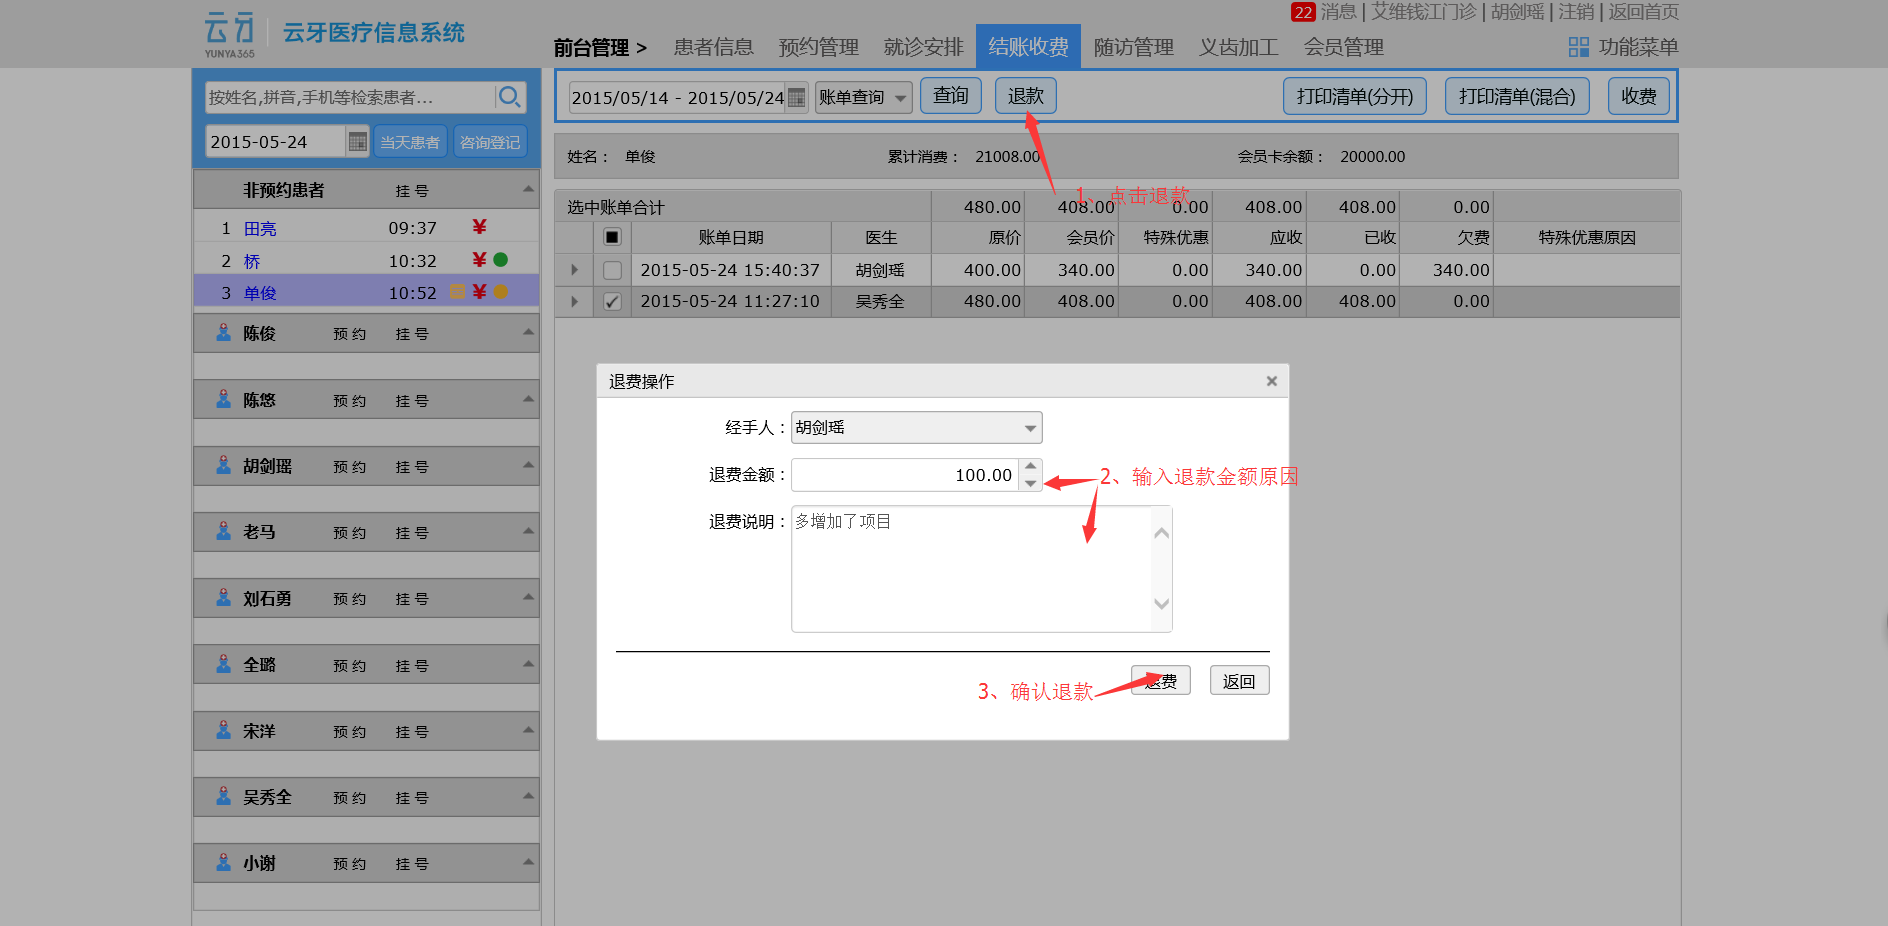 云牙 YUNYA365 云牙医疗信息系统
22 消息 | 艾维钱江门诊 | 胡剑瑶 | 注销 | 返回首页
前台管理 > 患者信息 预约管理 就诊安排 结账收费 随访管理 义齿加工 会员管理 功能菜单
按姓名,拼音,手机等检索患者...
2015-05-24 当天患者 咨询登记
非预约患者 挂 号
1 田亮 09:37 ¥
2 桥 10:32 ¥
3 单俊 10:52 ¥
陈俊 预 约 挂 号
陈悠 预 约 挂 号
胡剑瑶 预 约 挂 号
老马 预 约 挂 号
刘石勇 预 约 挂 号
全璐 预 约 挂 号
宋洋 预 约 挂 号
吴秀全 预 约 挂 号
小谢 预 约 挂 号
2015/05/14 - 2015/05/24 账单查询 查询 退款 打印清单(分开) 打印清单(混合) 收费
姓名： 单俊 累计消费： 21008.00 会员卡余额： 20000.00
1、点击退款
选中账单合计 480.00 408.00 0.00 408.00 408.00 0.00
账单日期 医生 原价 会员价 特殊优惠 应收 已收 欠费 特殊优惠原因
2015-05-24 15:40:37 胡剑瑶 400.00 340.00 0.00 340.00 0.00 340.00
2015-05-24 11:27:10 吴秀全 480.00 408.00 0.00 408.00 408.00 0.00
退费操作
经手人： 胡剑瑶
退费金额： 100.00
2、输入退款金额原因
退费说明： 多增加了项目
3、确认退款
退费 返回